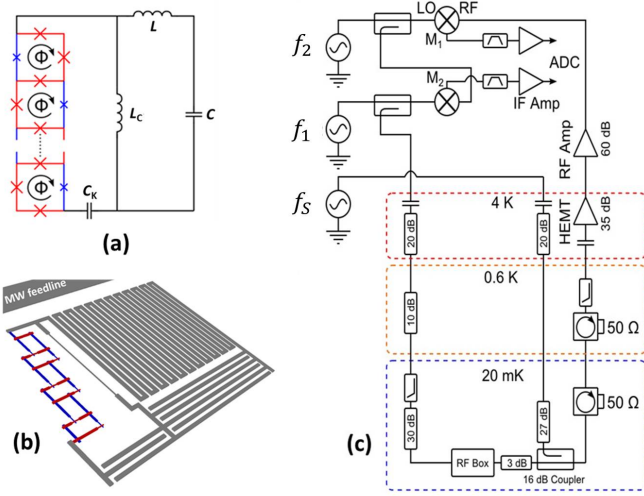 (a)
L
Φ
L_C
C
Φ
Φ
C_K
MW feedline
(b)
f_2
LO
RF
M_1
ADC
M_2
IF Amp
f_1
RF Amp
60 dB
f_S
4 K
HEMT
35 dB
20 dB
20 dB
0.6 K
10 dB
50 Ω
20 mK
50 Ω
30 dB
27 dB
RF Box
3 dB
16 dB Coupler
(c)